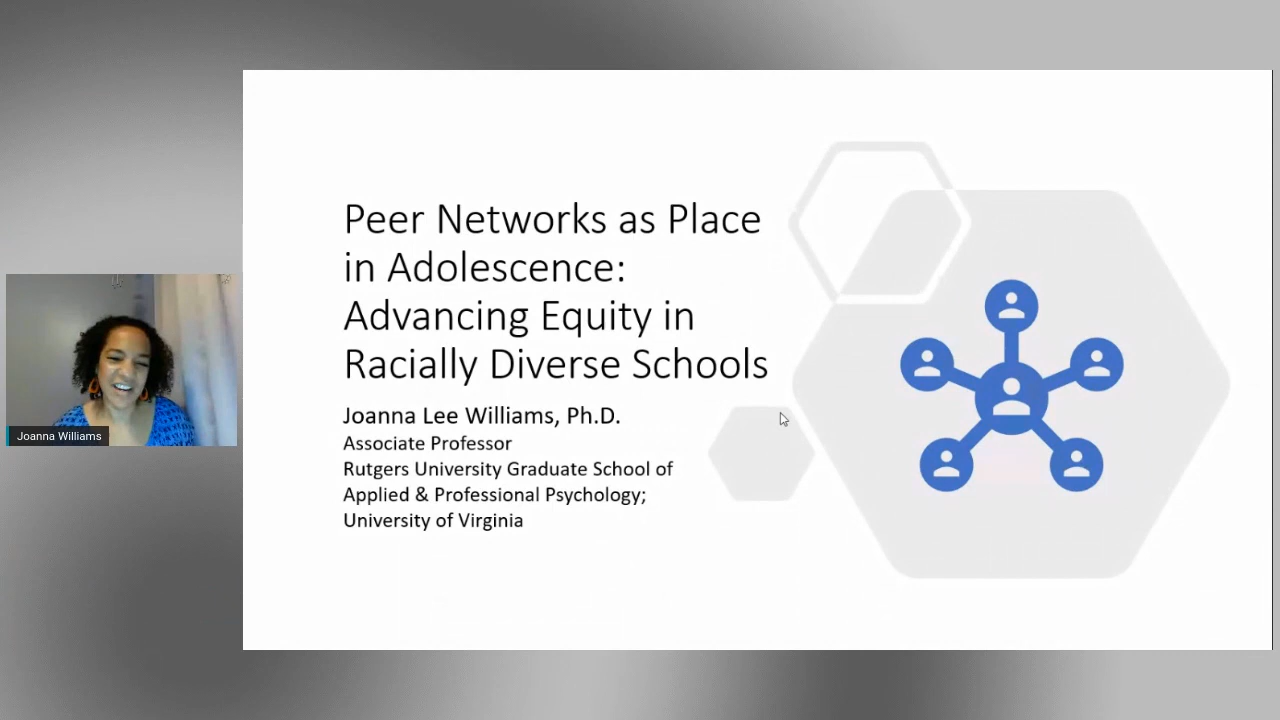 Peer Networks as Place
in Adolescence:
Advancing Equity in
Racially Diverse Schools
Joanna Lee Williams, Ph.D.
Associate Professor
Rutgers University Graduate School of
Applied & Professional Psychology;
University of Virginia
Joanna Williams